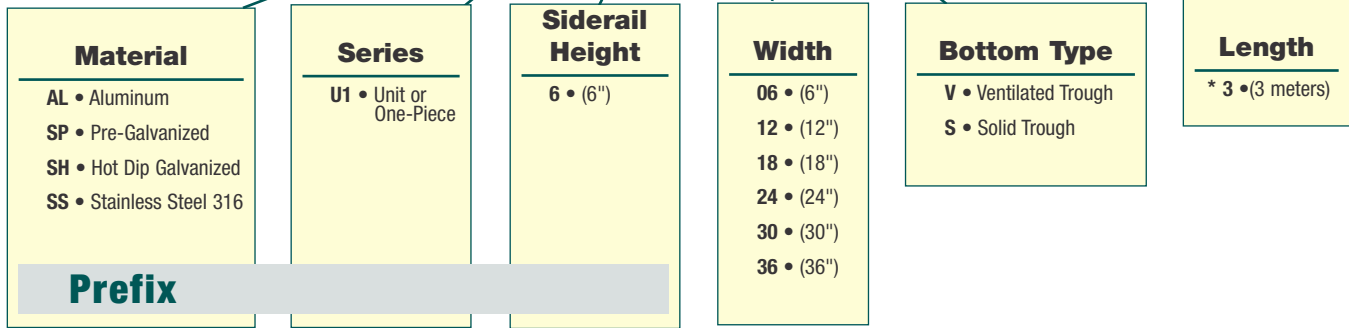 Material
AL • Aluminum
SP • Pre-Galvanized
SH • Hot Dip Galvanized
SS • Stainless Steel 316
Series
U1 • Unit or
One-Piece
Siderail
Height
6 • (6")
Prefix
Width
06 • (6")
12 • (12")
18 • (18")
24 • (24")
30 • (30")
36 • (36")
Bottom Type
V • Ventilated Trough
S • Solid Trough
Length
* 3 •(3 meters)